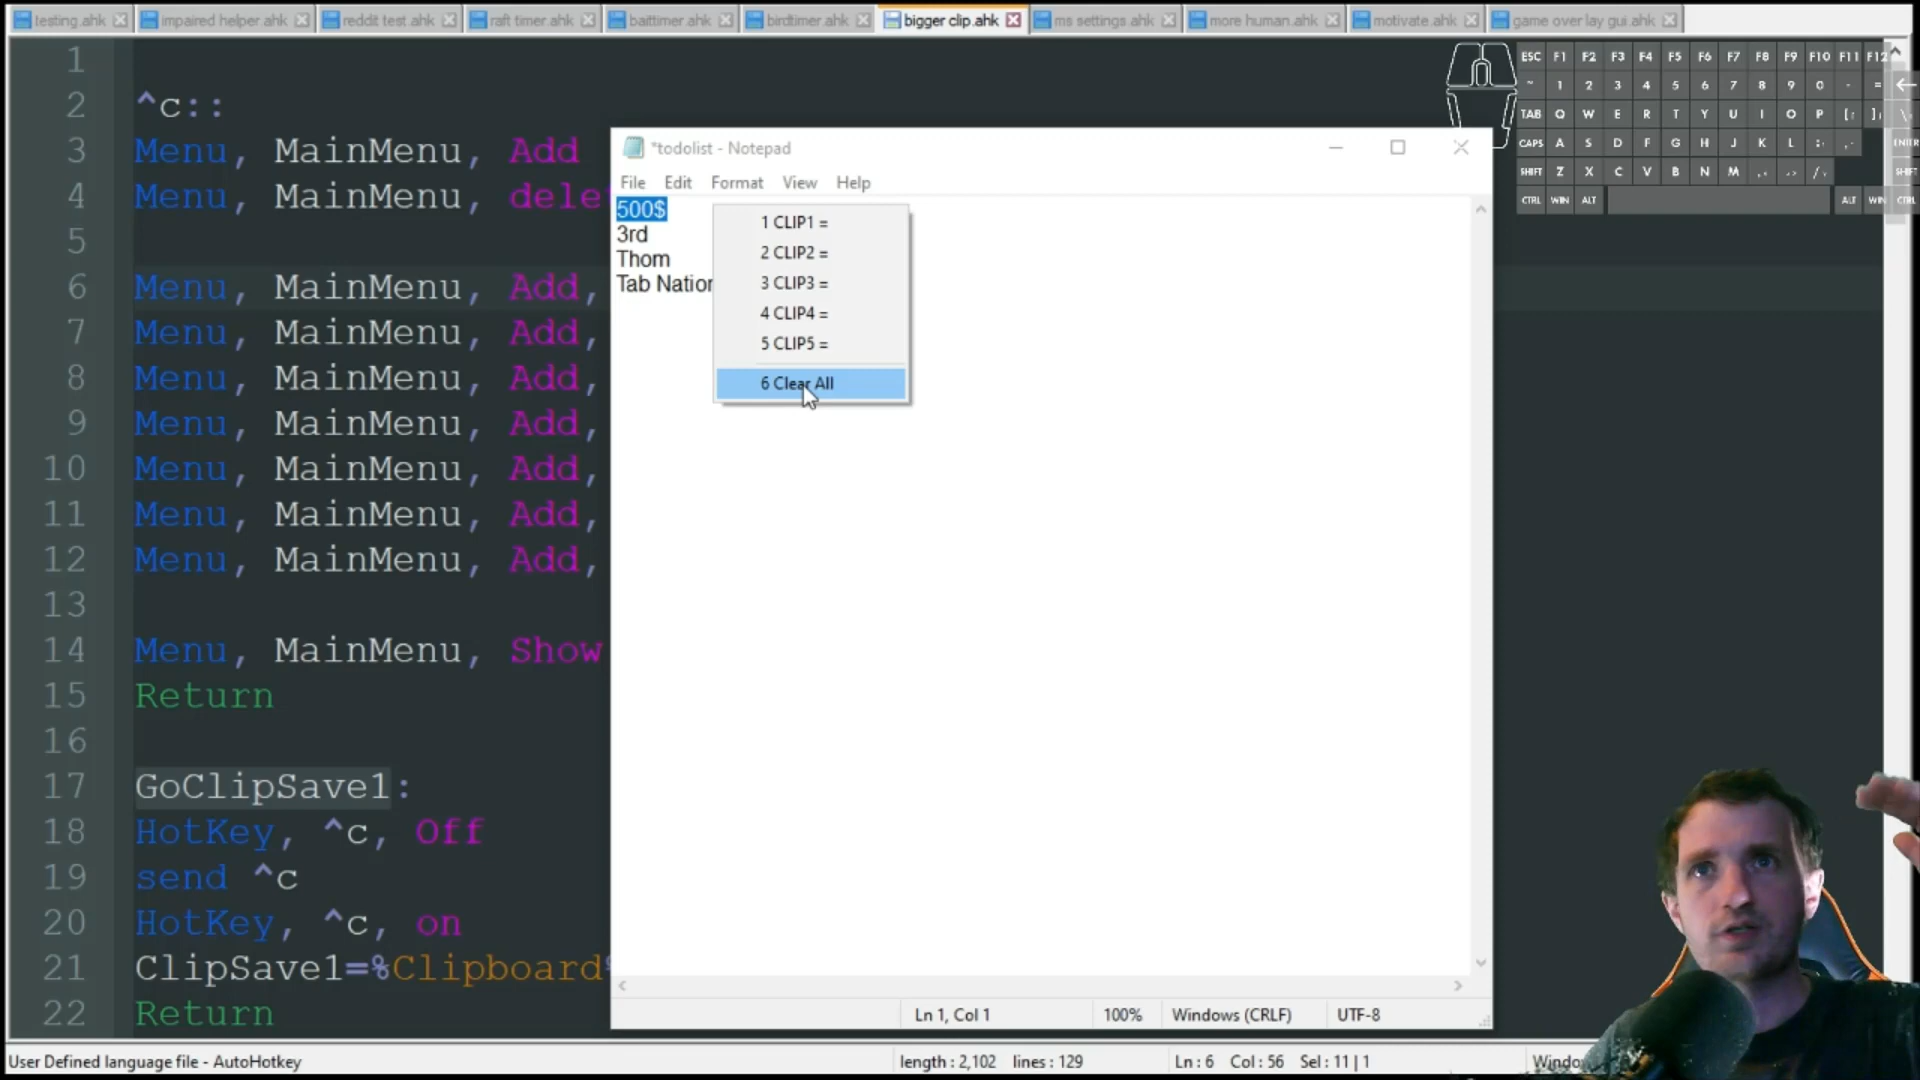 testing.ahk
impaired helper.ahk
reddit test.ahk
raft timer.ahk
baittimer.ahk
birdtimer.ahk
bigger clip.ahk
ms settings.ahk
more human.ahk
motivate.ahk
game over lay gui.ahk
1
2 ^c::
3 Menu, MainMenu, Add
4 Menu, MainMenu, delet
5
6 Menu, MainMenu, Add,
7 Menu, MainMenu, Add,
8 Menu, MainMenu, Add,
9 Menu, MainMenu, Add,
10 Menu, MainMenu, Add,
11 Menu, MainMenu, Add,
12 Menu, MainMenu, Add,
13
14 Menu, MainMenu, Show
15 Return
16
17 GoClipSave1:
18 HotKey, ^c, Off
19 send ^c
20 HotKey, ^c, on
21 ClipSave1=%Clipboard%
22 Return
*todolist - Notepad
File Edit Format View Help
500$
3rd
Thom
Tab Nation
1 CLIP1 =
2 CLIP2 =
3 CLIP3 =
4 CLIP4 =
5 CLIP5 =
6 Clear All
Ln 1, Col 1 100% Windows (CRLF) UTF-8
ESC F1 F2 F3 F4 F5 F6 F7 F8 F9 F10 F11 F12
~ 1 2 3 4 5 6 7 8 9 0 - =
TAB Q W E R T Y U I O P [ ] \
CAPS A S D F G H J K L ENTER
SHIFT Z X C V B N M SHIFT
CTRL WIN ALT ALT WIN CTRL
User Defined language file - AutoHotkey length : 2,102 lines : 129 Ln : 6 Col : 56 Sel : 11 | 1